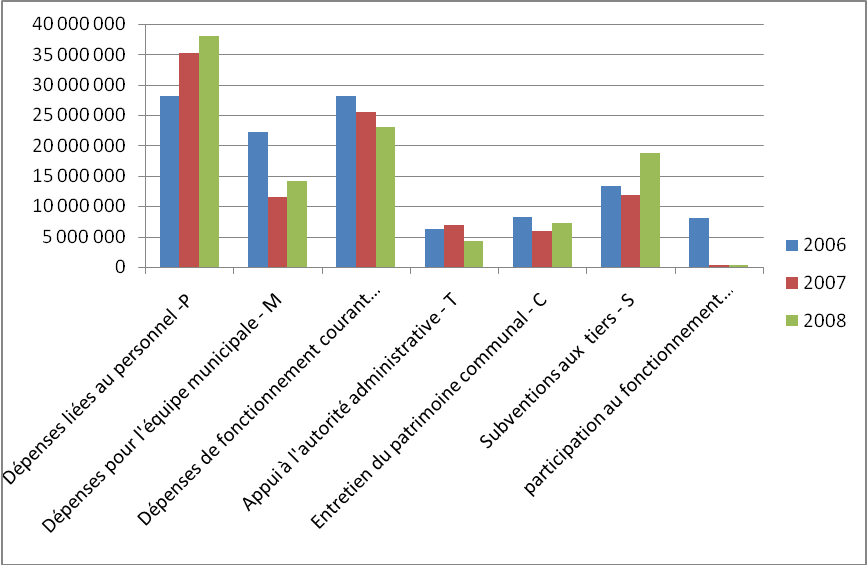 40 000 000
35 000 000
30 000 000
25 000 000
20 000 000
15 000 000
10 000 000
5 000 000
0
Dépenses liées au personnel -P
Dépenses pour l'équipe municipale - M
Dépenses de fonctionnement courant...
Appui à l'autorité administrative - T
Entretien du patrimoine communal - C
Subventions aux tiers - S
participation au fonctionnement...
2006
2007
2008